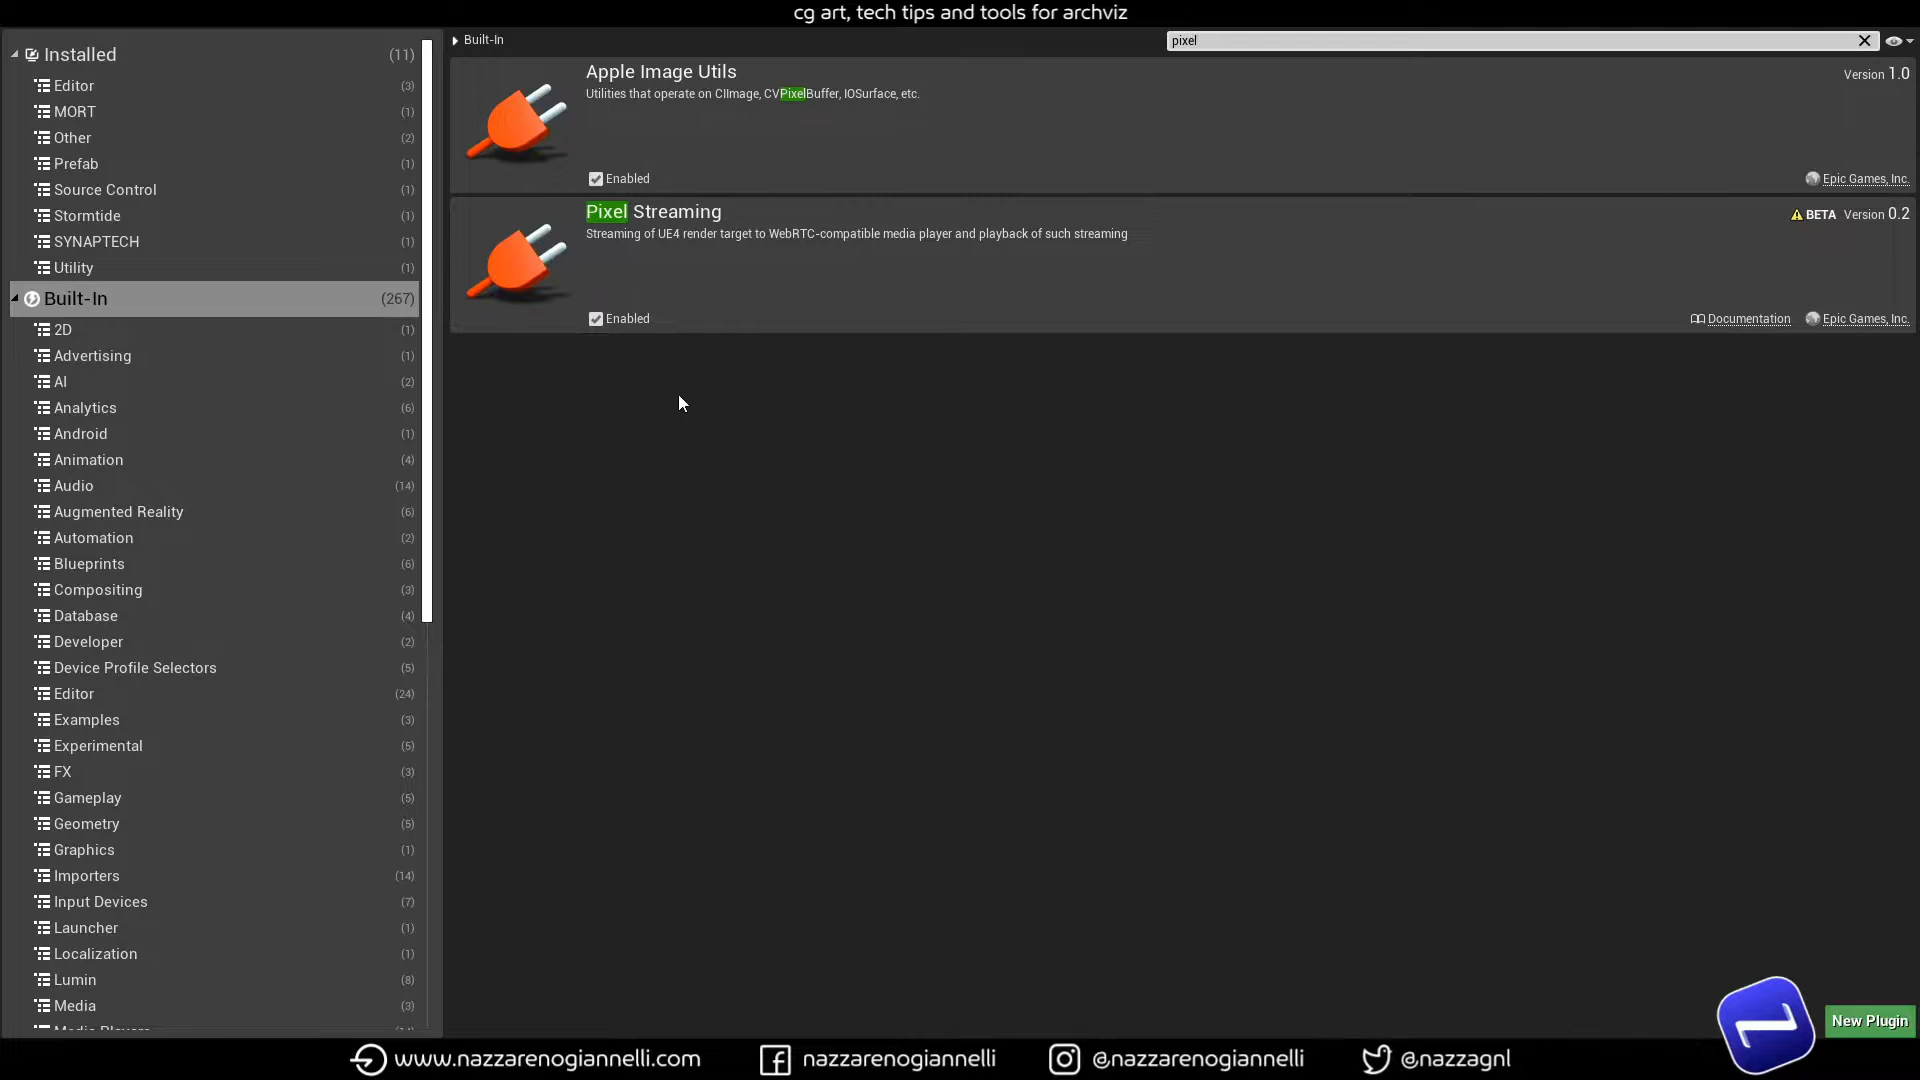 cg art, tech tips and tools for archviz
Installed (11)
Editor (3)
MORT (1)
Other (2)
Prefab (1)
Source Control (1)
Stormtide (1)
SYNAPTECH (1)
Utility (1)
Built-In (267)
2D (1)
Advertising (1)
AI (2)
Analytics (6)
Android (1)
Animation (4)
Audio (14)
Augmented Reality (6)
Automation (2)
Blueprints (6)
Compositing (3)
Database (4)
Developer (2)
Device Profile Selectors (5)
Editor (24)
Examples (3)
Experimental (5)
FX (3)
Gameplay (5)
Geometry (5)
Graphics (1)
Importers (14)
Input Devices (7)
Launcher (1)
Localization (1)
Lumin (8)
Media (3)
Media Players (14)
Built-In
pixel
Apple Image Utils
Version 1.0
Utilities that operate on CIImage, CVPixelBuffer, IOSurface, etc.
Enabled
Epic Games, Inc.
Pixel Streaming
BETA Version 0.2
Streaming of UE4 render target to WebRTC-compatible media player and playback of such streaming
Enabled
Documentation Epic Games, Inc.
New Plugin
www.nazzarenogiannelli.com nazzarenogiannelli @nazzarenogiannelli @nazzagnl